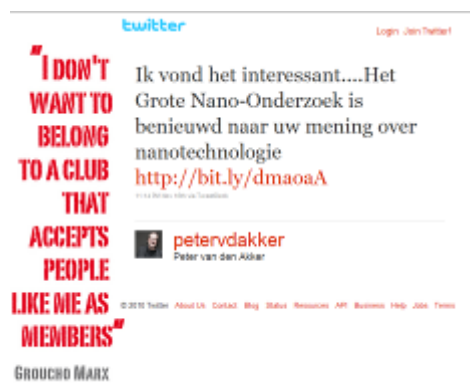 twitter
Login Join Twitter!
"I DON'T
WANT TO
BELONG
TO A CLUB
THAT
ACCEPTS
PEOPLE
LIKE ME AS
MEMBERS"
GROUCHO MARX
Ik vond het interessant....Het
Grote Nano-Onderzoek is
benieuwd naar uw mening over
nanotechnologie
http://bit.ly/dmaoaA
petervdakker
Peter van den Akker
© 2010 Twitter About Us Contact Blog Status Resources API Business Help Jobs Terms